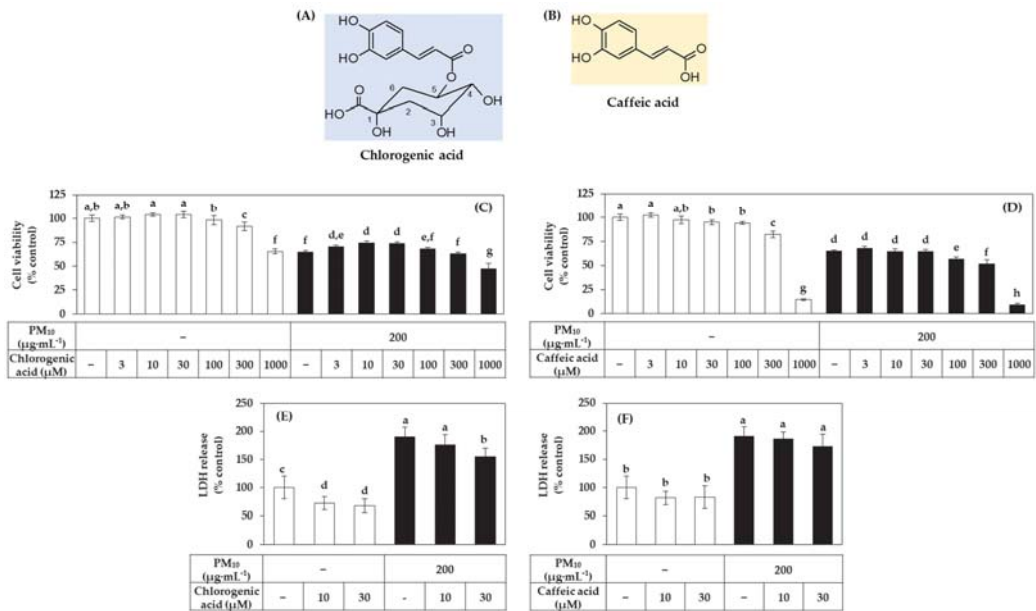 (A)
HO
HO
O
O
O
HO
OH
OH
OH
6
5
4
1
2
3
Chlorogenic acid
(B)
HO
HO
O
OH
Caffeic acid
(C)
Cell viability
(% control)
125
100
75
50
25
0
a,b a,b a a b c f f d,e d d e,f f g
PM₁₀
(µg·mL⁻¹)
– 200
Chlorogenic
acid (µM)
– 3 10 30 100 300 1000 – 3 10 30 100 300 1000
(D)
Cell viability
(% control)
125
100
75
50
25
0
a a a,b b b c g d d d d e f h
PM₁₀
(µg·mL⁻¹)
– 200
Caffeic acid
(µM)
– 3 10 30 100 300 1000 – 3 10 30 100 300 1000
(E)
LDH release
(% control)
250
200
150
100
50
0
c d d a a b
PM₁₀
(µg·mL⁻¹)
– 200
Chlorogenic
acid (µM)
– 10 30 - 10 30
(F)
LDH release
(% control)
250
200
150
100
50
0
b b b a a a
PM₁₀
(µg·mL⁻¹)
– 200
Caffeic acid
(µM)
– 10 30 – 10 30